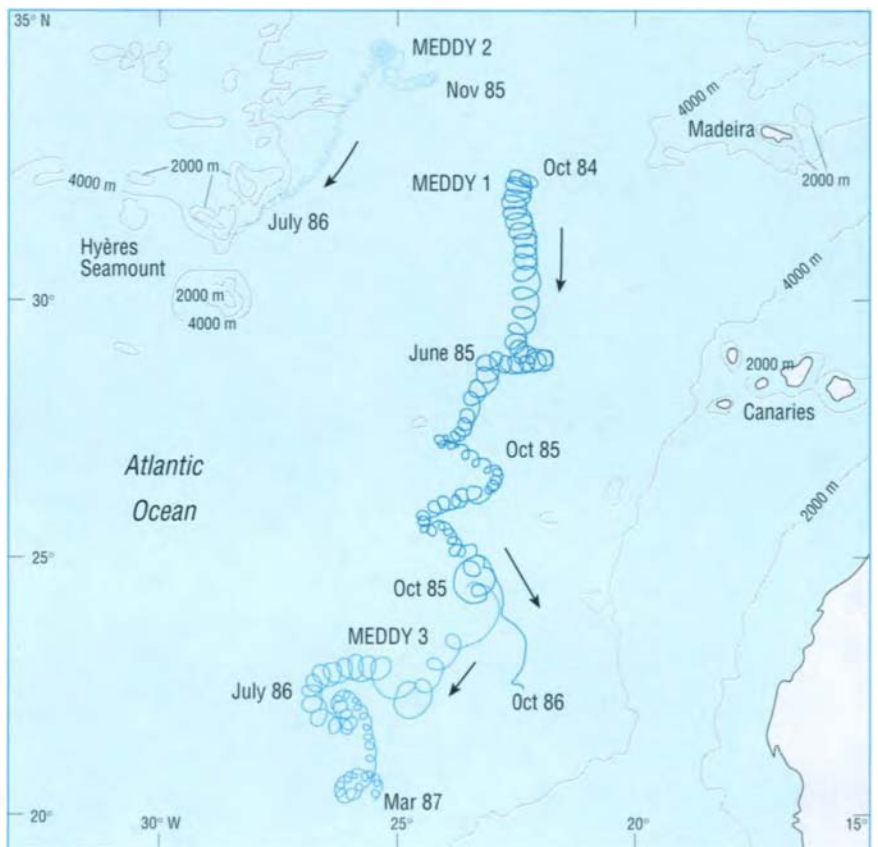 35° N
MEDDY 2
Nov 85
4000 m
Madeira
2000 m
2000 m
4000 m
MEDDY 1
Oct 84
July 86
Hyères
Seamount
4000 m
30°
2000 m
4000 m
June 85
2000 m
Canaries
Oct 85
Atlantic
Ocean
2000 m
25°
Oct 85
MEDDY 3
July 86
Oct 86
Mar 87
20°
30° W
25°
20°
15°